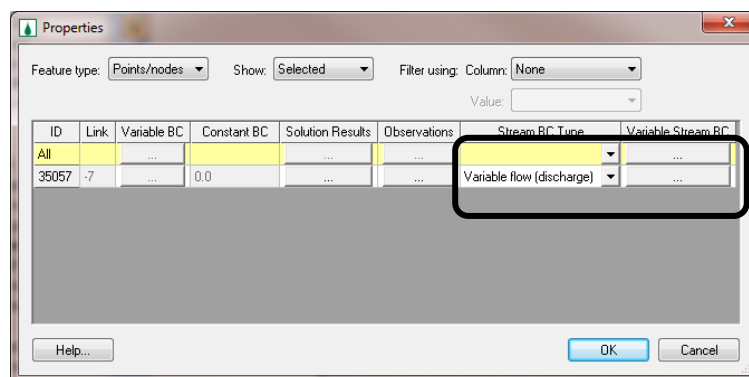 Properties
Feature type: Points/nodes Show: Selected Filter using: Column: None
Value:
ID Link Variable BC Constant BC Solution Results Observations Stream BC Type Variable Stream BC
All ... ... ... ...
35057 -7 ... 0.0 ... ... Variable flow (discharge) ...
Help... OK Cancel